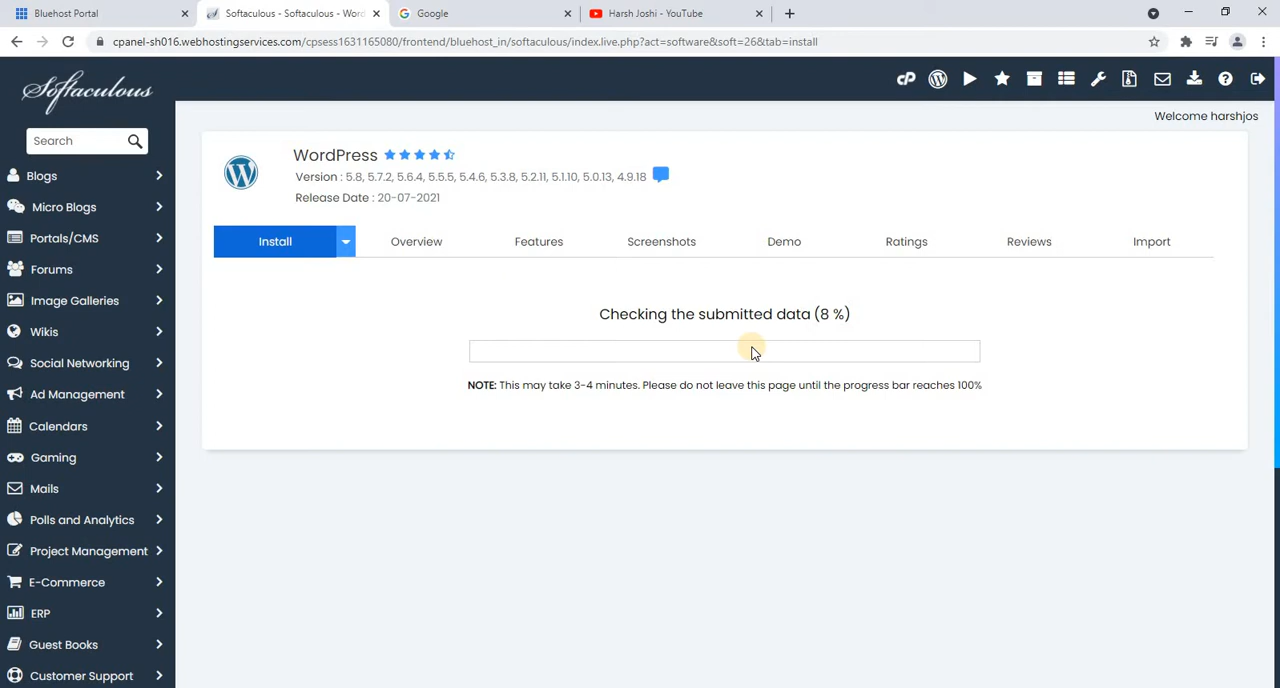 Bluehost Portal
Softaculous - Softaculous - Wor
Google
Harsh Joshi - YouTube
cpanel-sh016.webhostingservices.com/cpsess1631165080/frontend/bluehost_in/softaculous/index.live.php?act=software&soft=26&tab=install
Softaculous
Welcome harshjos
Search
Blogs
Micro Blogs
Portals/CMS
Forums
Image Galleries
Wikis
Social Networking
Ad Management
Calendars
Gaming
Mails
Polls and Analytics
Project Management
E-Commerce
ERP
Guest Books
Customer Support
WordPress
Version : 5.8, 5.7.2, 5.6.4, 5.5.5, 5.4.6, 5.3.8, 5.2.11, 5.1.10, 5.0.13, 4.9.18
Release Date : 20-07-2021
Install
Overview
Features
Screenshots
Demo
Ratings
Reviews
Import
Checking the submitted data (8 %)
NOTE: This may take 3-4 minutes. Please do not leave this page until the progress bar reaches 100%